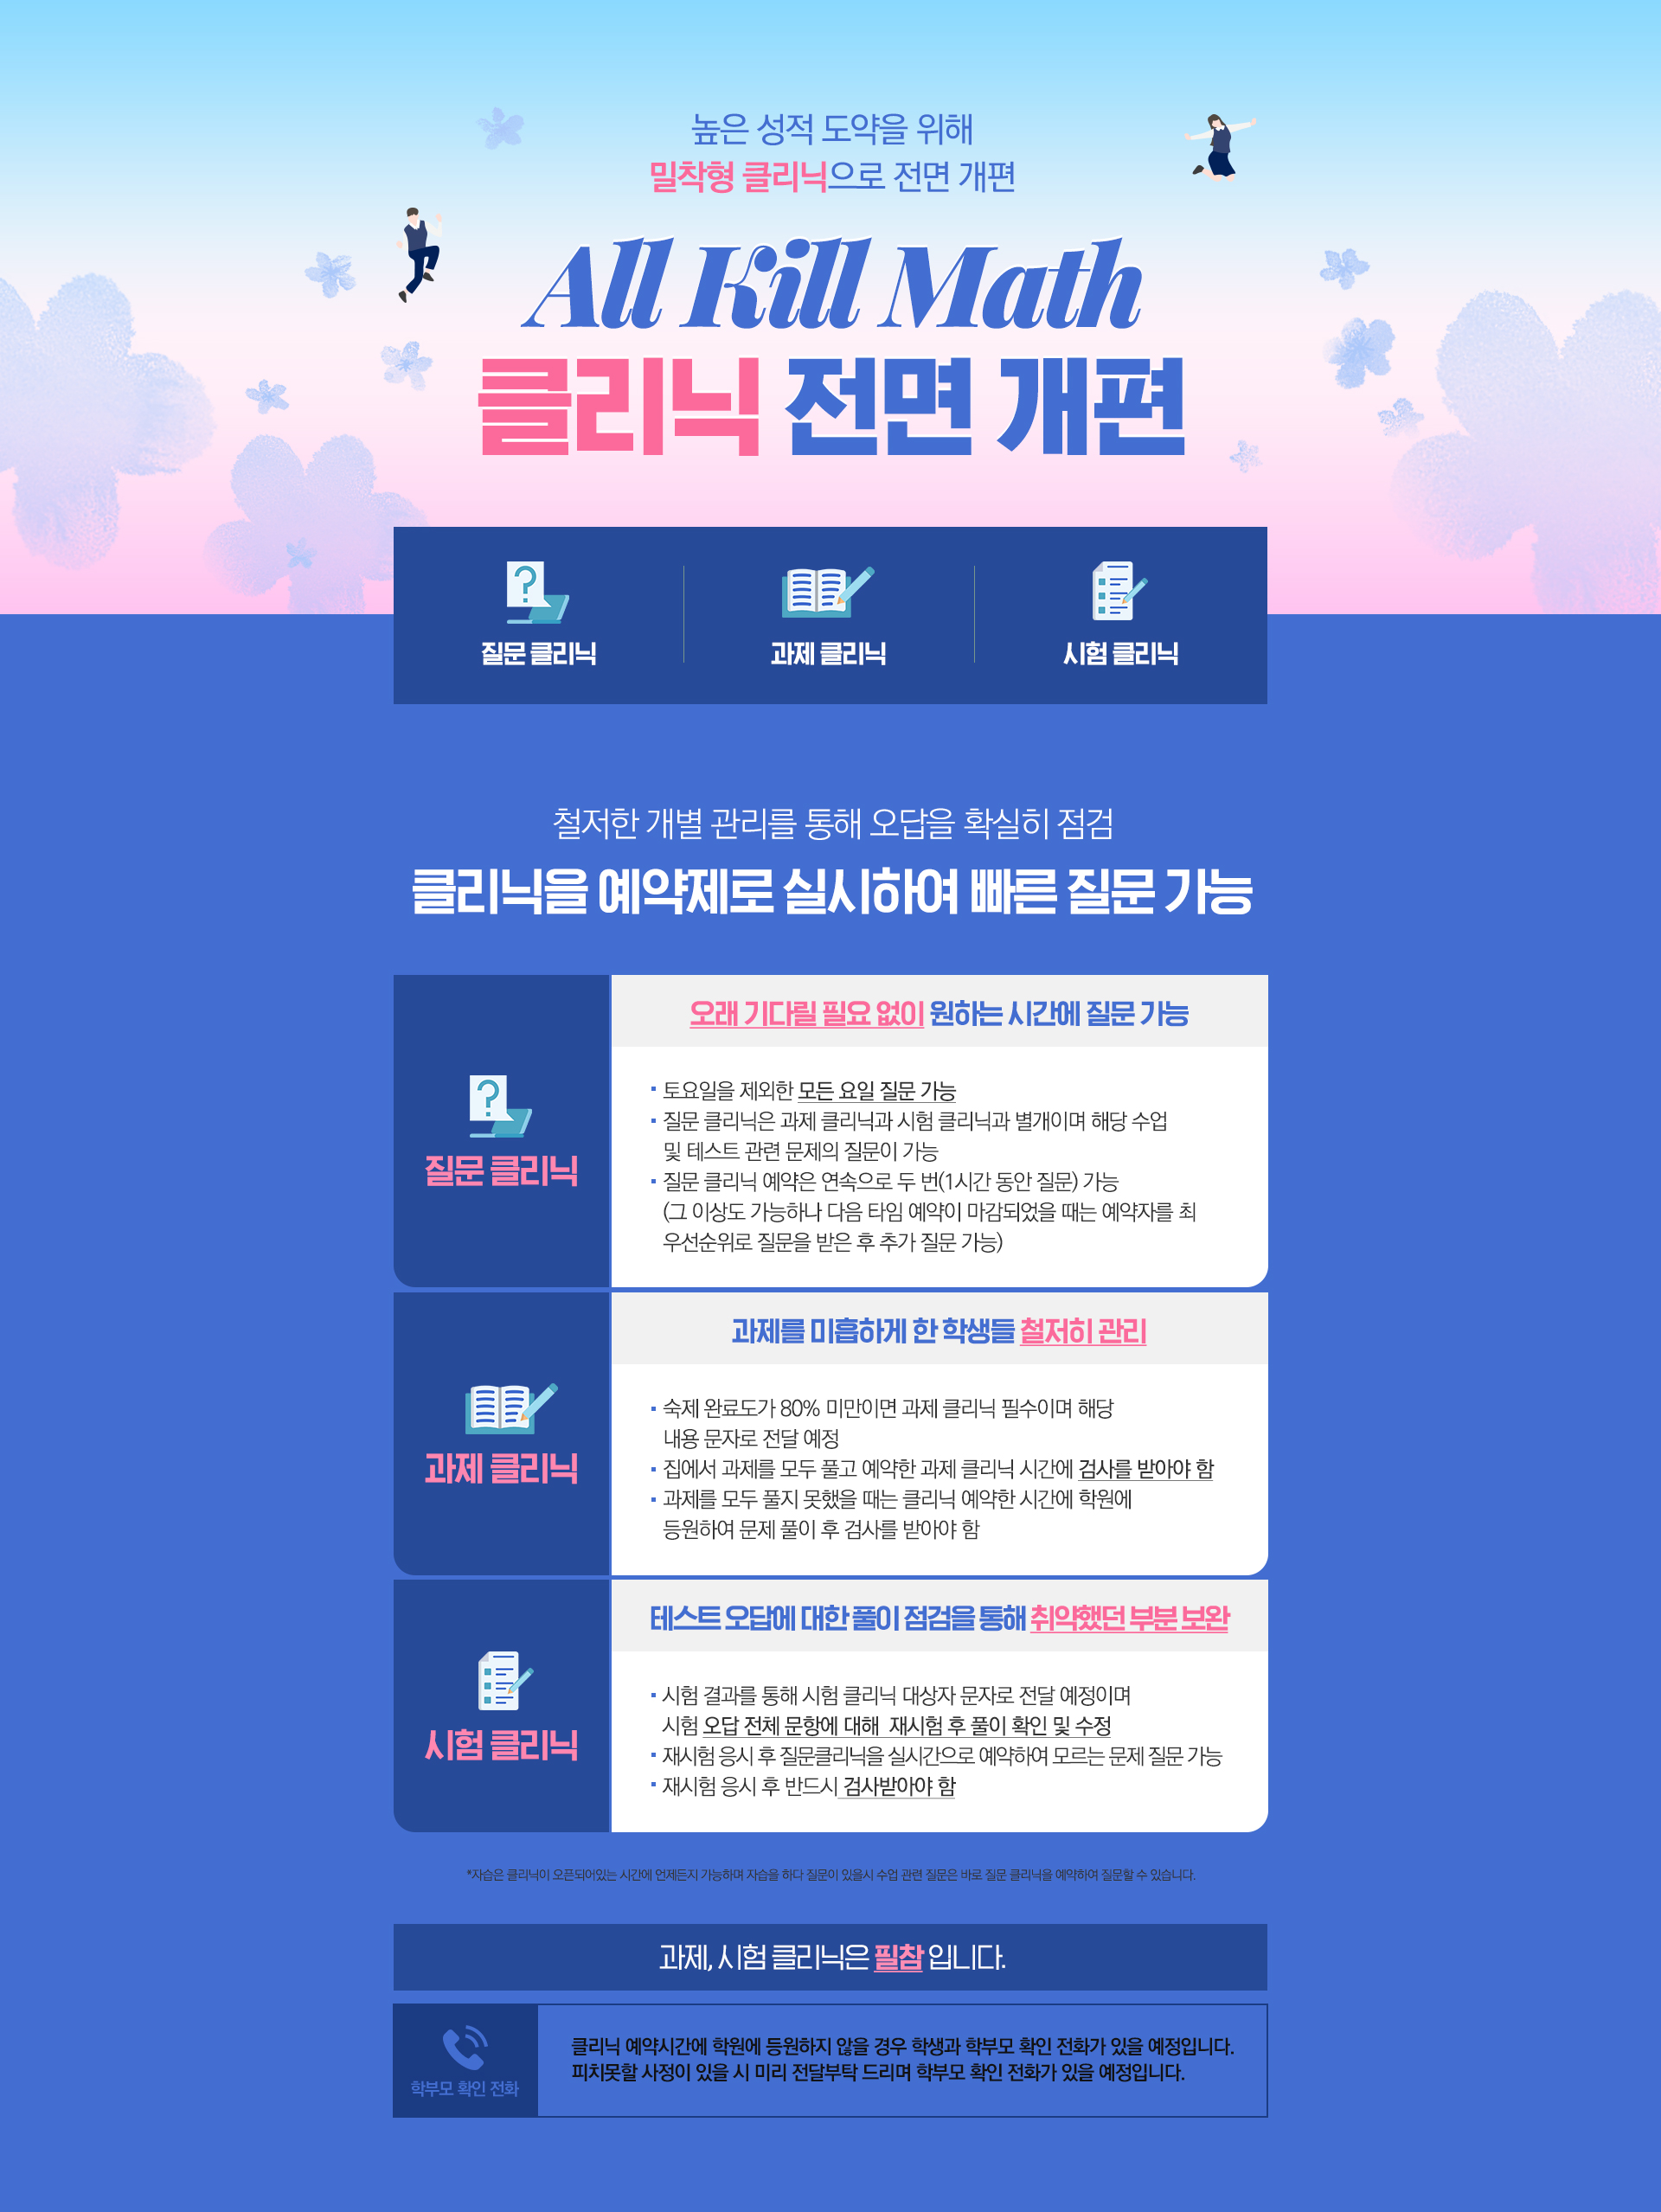 높은 성적 도약을 위해
밀착형 클리닉으로 전면 개편
All Kill Math
클리닉 전면 개편
질문 클리닉
과제 클리닉
시험 클리닉
철저한 개별 관리를 통해 오답을 확실히 점검
클리닉을 예약제로 실시하여 빠른 질문 가능
질문 클리닉
오래 기다릴 필요 없이 원하는 시간에 질문 가능
· 토요일을 제외한 모든 요일 질문 가능
· 질문 클리닉은 과제 클리닉과 시험 클리닉과 별개이며 해당 수업
및 테스트 관련 문제의 질문이 가능
· 질문 클리닉 예약은 연속으로 두 번(1시간 동안 질문) 가능
(그 이상도 가능하나 다음 타임 예약이 마감되었을 때는 예약자를 최
우선순위로 질문을 받은 후 추가 질문 가능)
과제 클리닉
과제를 미흡하게 한 학생들 철저히 관리
· 숙제 완료도가 80% 미만이면 과제 클리닉 필수이며 해당
내용 문자로 전달 예정
· 집에서 과제를 모두 풀고 예약한 과제 클리닉 시간에 검사를 받아야 함
· 과제를 모두 풀지 못했을 때는 클리닉 예약한 시간에 학원에
등원하여 문제 풀이 후 검사를 받아야 함
시험 클리닉
테스트 오답에 대한 풀이 점검을 통해 취약했던 부분 보완
· 시험 결과를 통해 시험 클리닉 대상자 문자로 전달 예정이며
시험 오답 전체 문항에 대해 재시험 후 풀이 확인 및 수정
· 재시험 응시 후 질문클리닉을 실시간으로 예약하여 모르는 문제 질문 가능
· 재시험 응시 후 반드시 검사받아야 함
*자습은 클리닉이 오픈되어있는 시간에 언제든지 가능하며 자습을 하다 질문이 있을시 수업 관련 질문은 바로 질문 클리닉을 예약하여 질문할 수 있습니다.
과제, 시험 클리닉은 필참 입니다.
학부모 확인 전화
클리닉 예약시간에 학원에 등원하지 않을 경우 학생과 학부모 확인 전화가 있을 예정입니다.
피치못할 사정이 있을 시 미리 전달부탁 드리며 학부모 확인 전화가 있을 예정입니다.